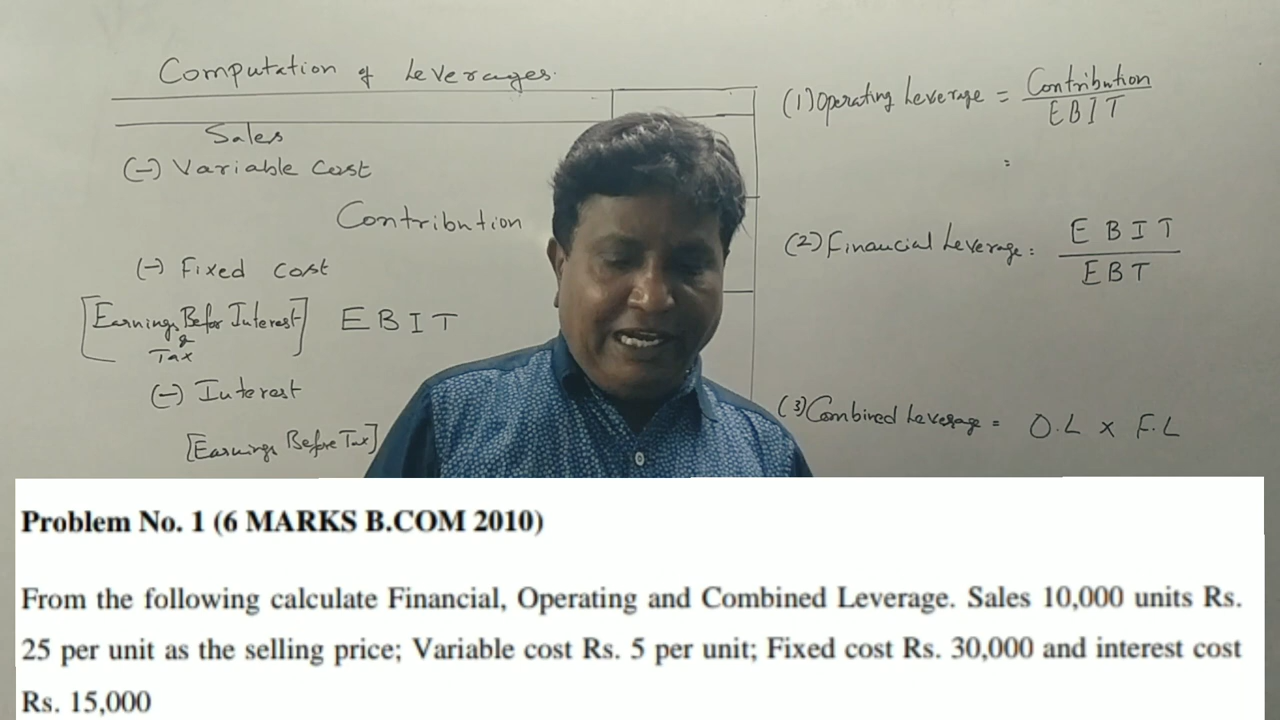 Computation of Leverages.
Sales
(-) Variable Cost
Contribution
(-) Fixed Cost
[Earnings Befor Interest & Tax] EBIT
(-) Interest
[Earnings Before Tax]
(1) Operating Leverage = Contribution / EBIT
=
(2) Financial Leverage = EBIT / EBT
(3) Combined Leverage = O.L x F.L
Problem No. 1 (6 MARKS B.COM 2010)
From the following calculate Financial, Operating and Combined Leverage. Sales 10,000 units Rs.
25 per unit as the selling price; Variable cost Rs. 5 per unit; Fixed cost Rs. 30,000 and interest cost
Rs. 15,000